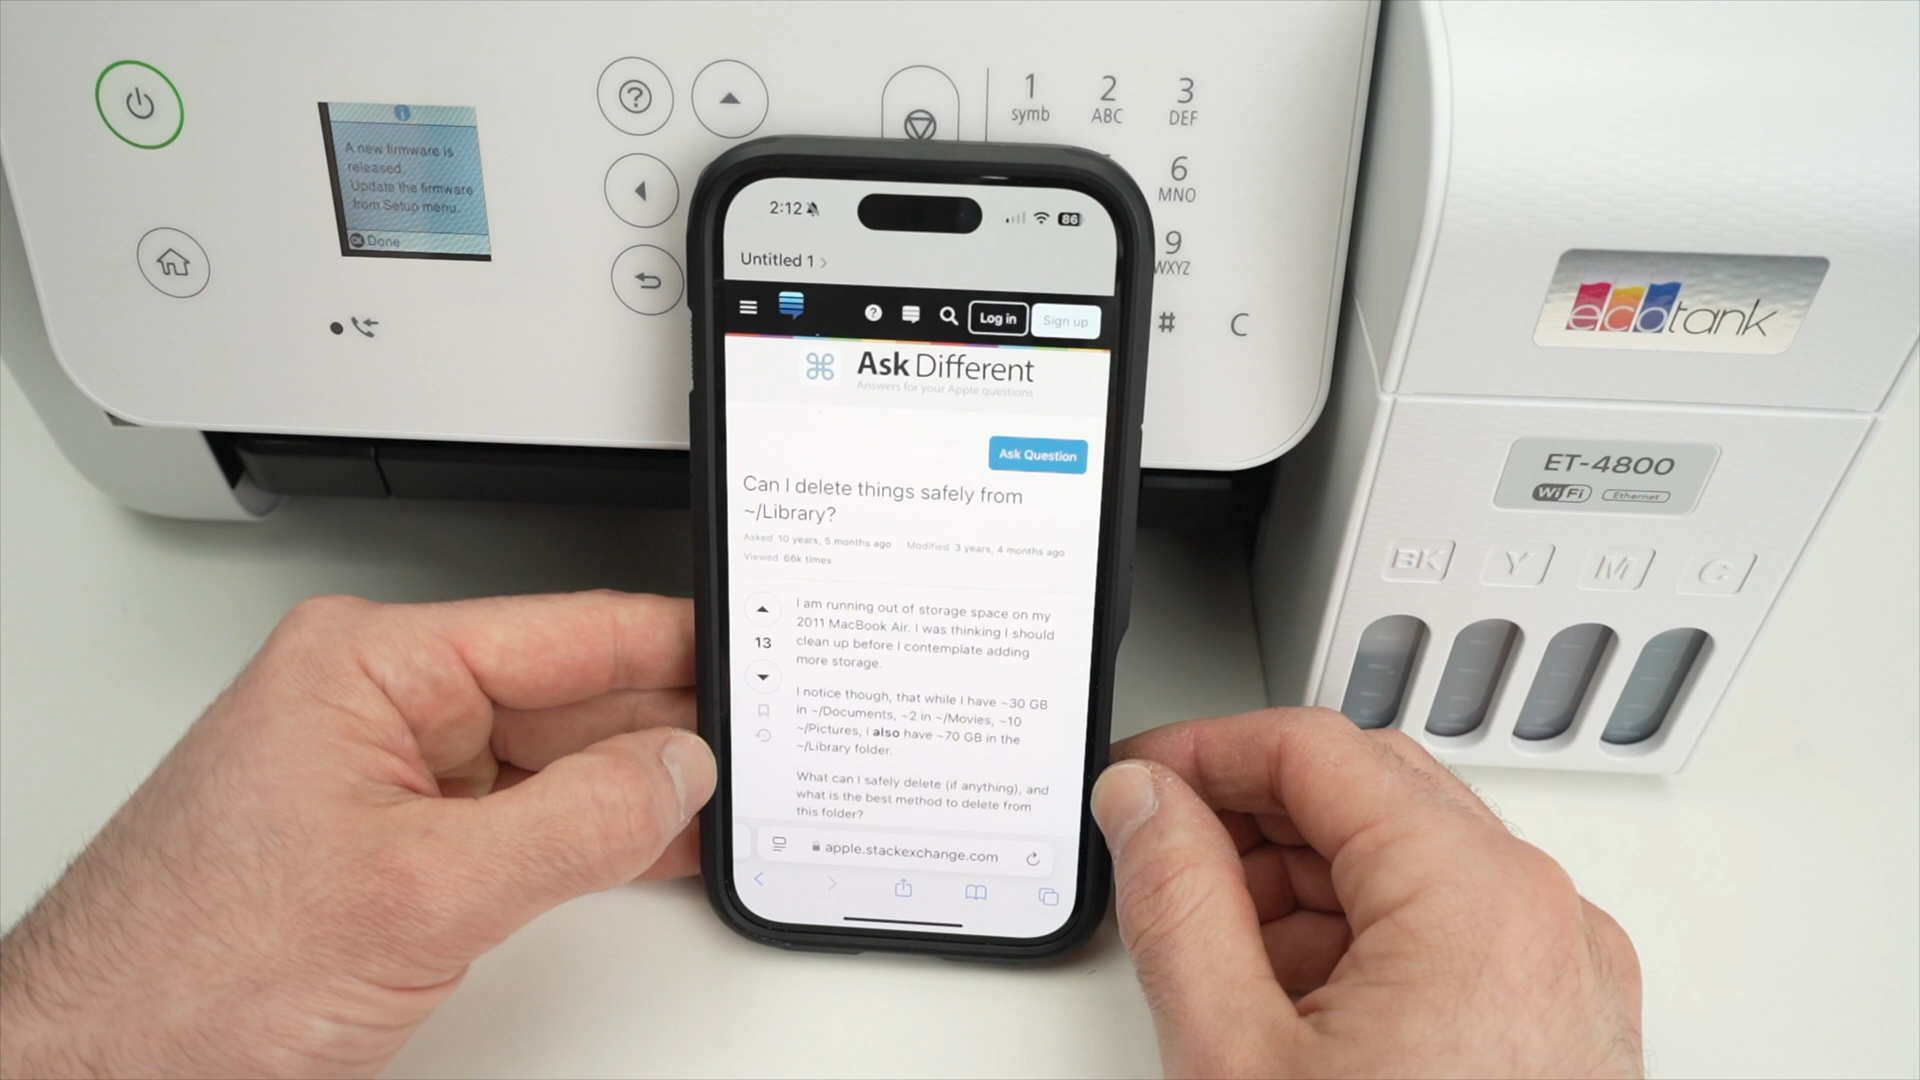 A new firmware is
released.
Update the firmware
from Setup menu.
OK Done
?
1
symb
2
ABC
3
DEF
6
MNO
9
WXYZ
#
C
2:12
86
Untitled 1 >
?
Log in
Sign up
Ask Different
Answers for your Apple questions
Ask Question
Can I delete things safely from
~/Library?
Asked 10 years, 5 months ago Modified 3 years, 4 months ago
Viewed 66k times
13
I am running out of storage space on my
2011 MacBook Air. I was thinking I should
clean up before I contemplate adding
more storage.
I notice though, that while I have ~30 GB
in ~/Documents, ~2 in ~/Movies, ~10
~/Pictures, I also have ~70 GB in the
~/Library folder.
What can I safely delete (if anything), and
what is the best method to delete from
this folder?
apple.stackexchange.com
ecotank
ET-4800
WiFi Ethernet
BK Y M C